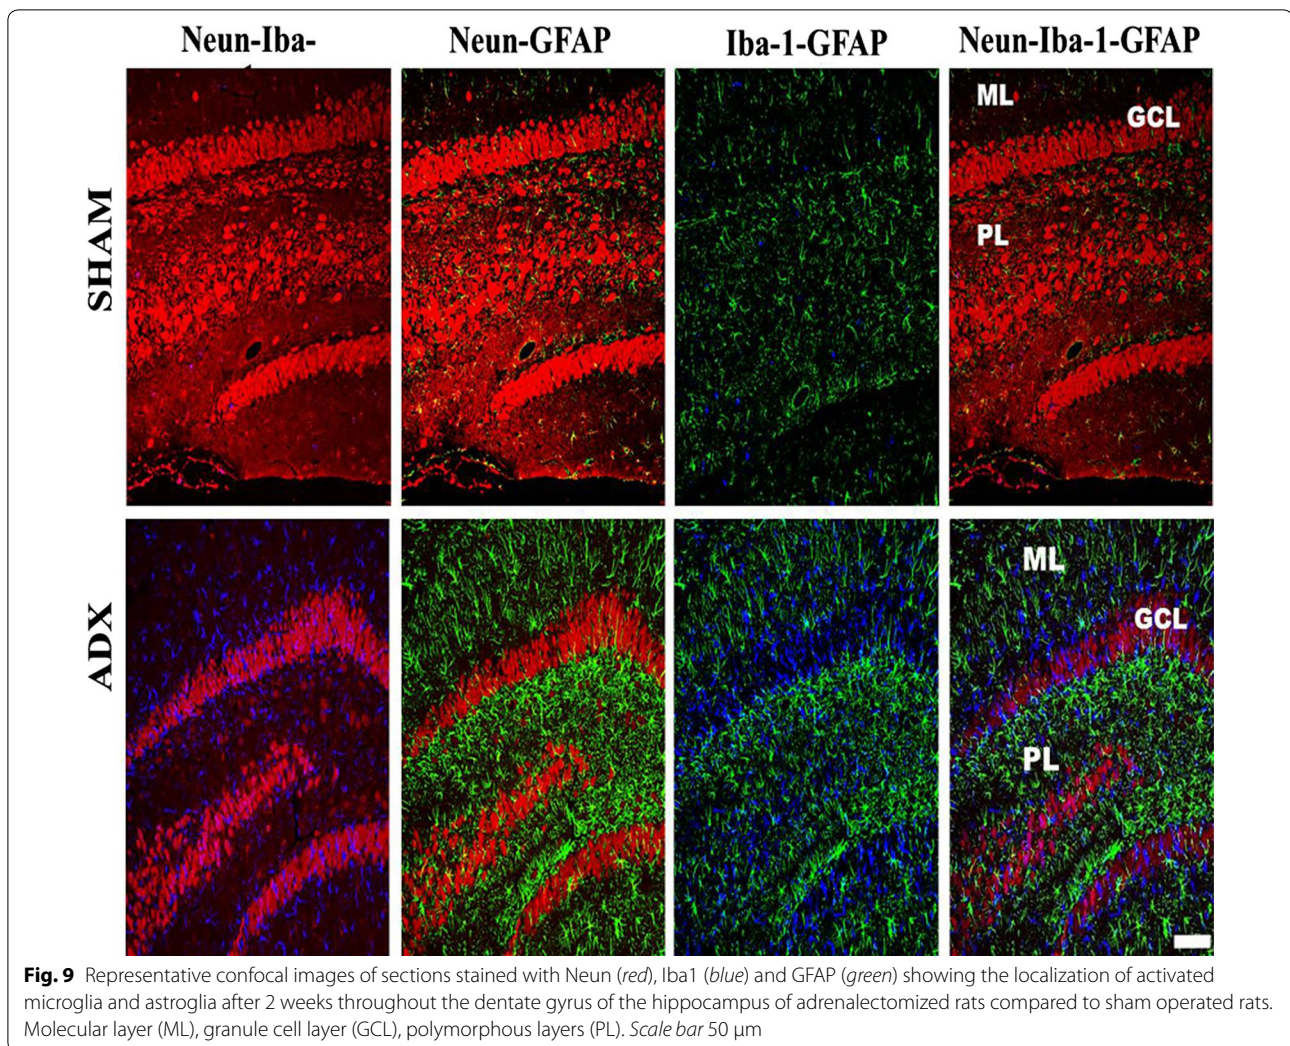 Neun-Iba-
Neun-GFAP
Iba-1-GFAP
Neun-Iba-1-GFAP
SHAM
ML
GCL
PL
ADX
ML
GCL
PL
Fig. 9 Representative confocal images of sections stained with Neun (red), Iba1 (blue) and GFAP (green) showing the localization of activated
microglia and astroglia after 2 weeks throughout the dentate gyrus of the hippocampus of adrenalectomized rats compared to sham operated rats.
Molecular layer (ML), granule cell layer (GCL), polymorphous layers (PL). Scale bar 50 μm